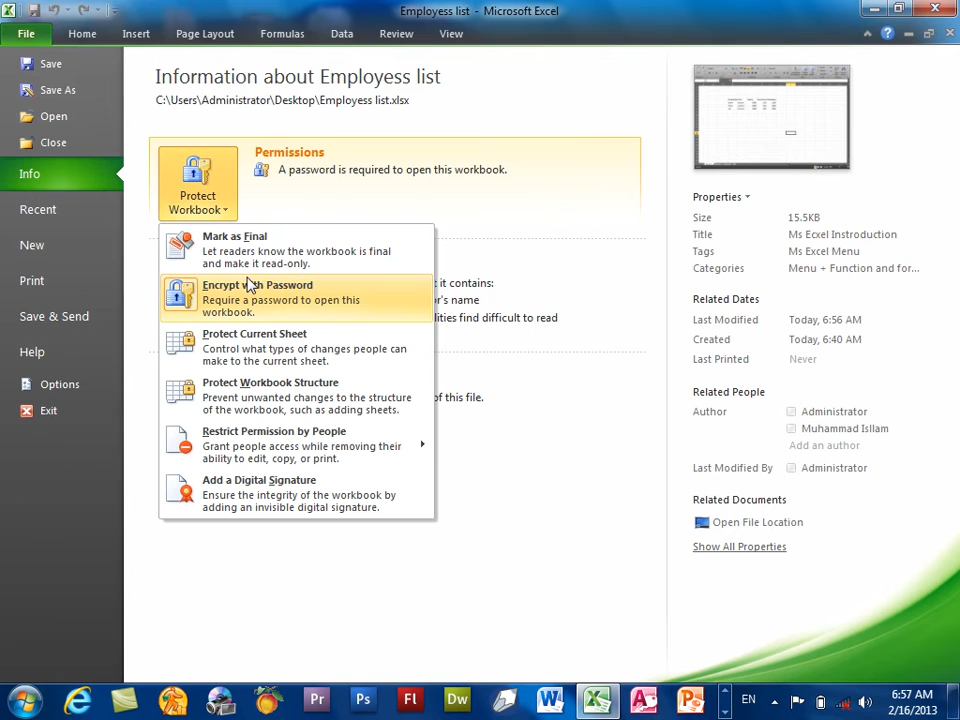 Employess list - Microsoft Excel
File Home Insert Page Layout Formulas Data Review View
Save
Save As
Open
Close
Info
Recent
New
Print
Save & Send
Help
Options
Exit
Information about Employess list
C:\Users\Administrator\Desktop\Employess list.xlsx
Protect
Workbook
Permissions
A password is required to open this workbook.
Mark as Final
Let readers know the workbook is final
and make it read-only.
Encrypt with Password
Require a password to open this
workbook.
Protect Current Sheet
Control what types of changes people can
make to the current sheet.
Protect Workbook Structure
Prevent unwanted changes to the structure
of the workbook, such as adding sheets.
Restrict Permission by People
Grant people access while removing their
ability to edit, copy, or print.
Add a Digital Signature
Ensure the integrity of the workbook by
adding an invisible digital signature.
it contains:
or's name
ilities find difficult to read
of this file.
Properties
Size 15.5KB
Title Ms Ecxel Instroduction
Tags Ms Excel Menu
Categories Menu + Function and for...
Related Dates
Last Modified Today, 6:56 AM
Created Today, 6:40 AM
Last Printed Never
Related People
Author Administrator
Muhammad Isllam
Add an author
Last Modified By Administrator
Related Documents
Open File Location
Show All Properties
Pr Ps Fl Dw
EN
6:57 AM
2/16/2013